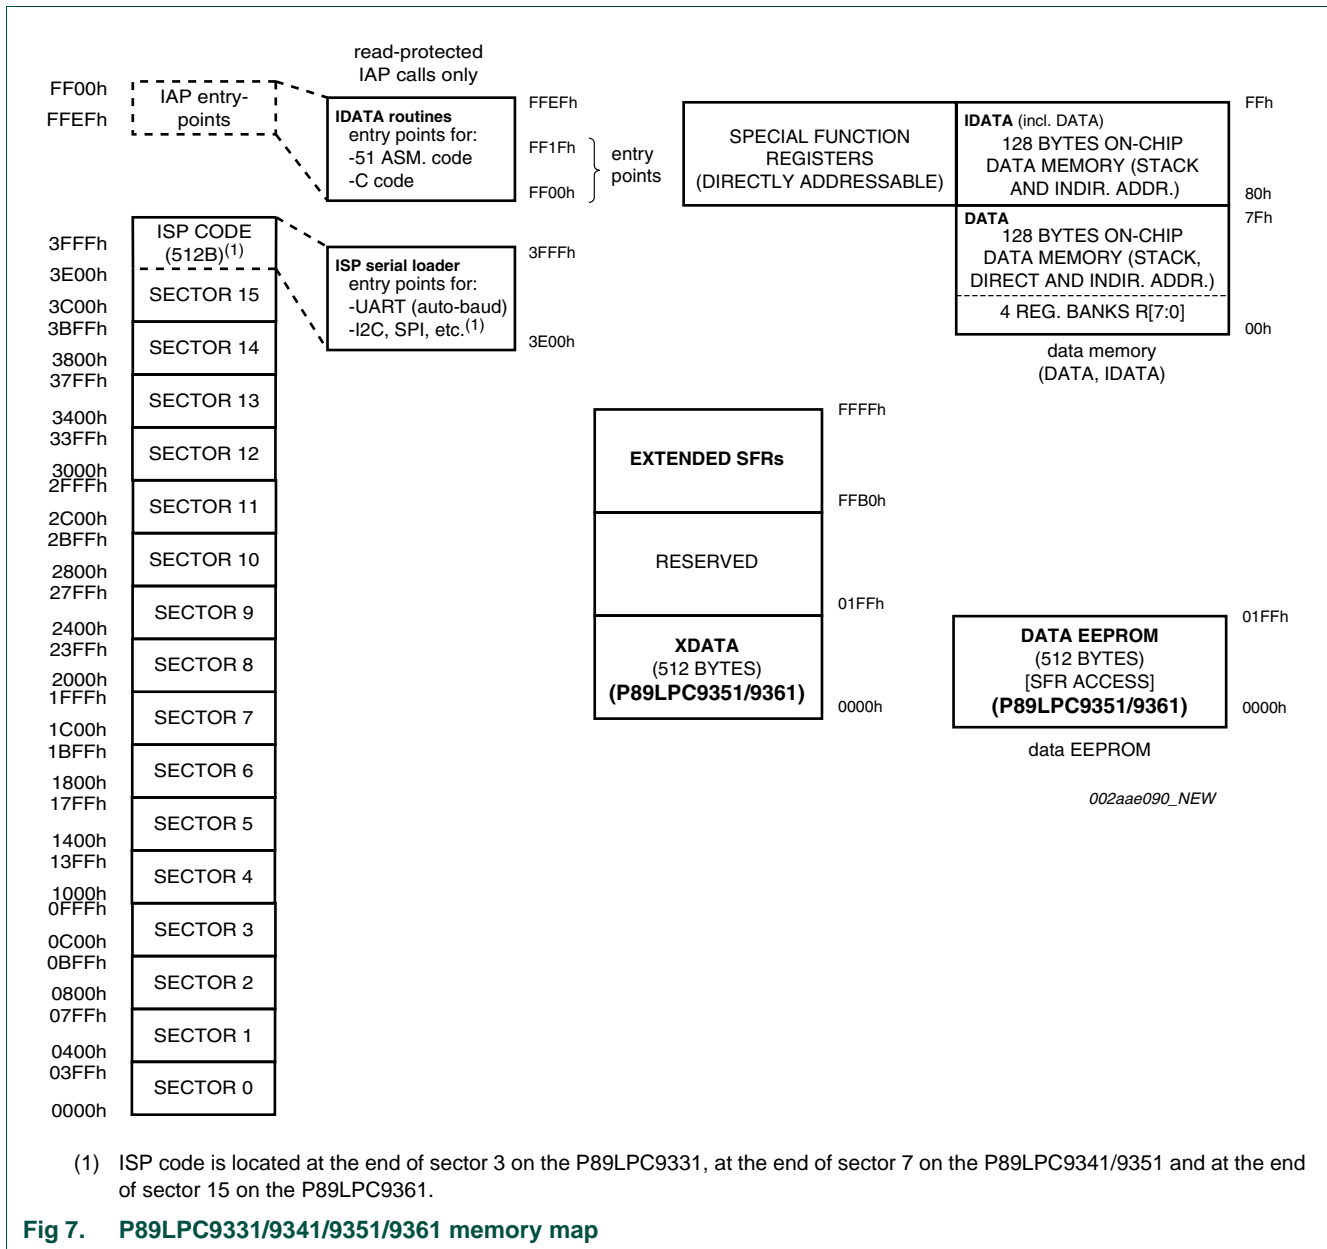 read-protected
IAP calls only
FF00h
FFEFh
IAP entry-
points
IDATA routines
entry points for:
-51 ASM. code
-C code
FFEFh
FF1Fh
FF00h
entry
points
SPECIAL FUNCTION
REGISTERS
(DIRECTLY ADDRESSABLE)
IDATA (incl. DATA)
128 BYTES ON-CHIP
DATA MEMORY (STACK
AND INDIR. ADDR.)
FFh
80h
DATA
128 BYTES ON-CHIP
DATA MEMORY (STACK,
DIRECT AND INDIR. ADDR.)
4 REG. BANKS R[7:0]
7Fh
00h
data memory
(DATA, IDATA)
ISP CODE
(512B)(1)
3FFFh
3E00h
ISP serial loader
entry points for:
-UART (auto-baud)
-I2C, SPI, etc.(1)
3FFFh
3E00h
SECTOR 15
3C00h
3BFFh
SECTOR 14
3800h
37FFh
SECTOR 13
3400h
33FFh
SECTOR 12
3000h
2FFFh
SECTOR 11
2C00h
2BFFh
SECTOR 10
2800h
27FFh
SECTOR 9
2400h
23FFh
SECTOR 8
2000h
1FFFh
SECTOR 7
1C00h
1BFFh
SECTOR 6
1800h
17FFh
SECTOR 5
1400h
13FFh
SECTOR 4
1000h
0FFFh
SECTOR 3
0C00h
0BFFh
SECTOR 2
0800h
07FFh
SECTOR 1
0400h
03FFh
SECTOR 0
0000h
EXTENDED SFRs
FFFFh
FFB0h
RESERVED
01FFh
XDATA
(512 BYTES)
(P89LPC9351/9361)
0000h
DATA EEPROM
(512 BYTES)
[SFR ACCESS]
(P89LPC9351/9361)
01FFh
0000h
data EEPROM
002aae090_NEW
(1) ISP code is located at the end of sector 3 on the P89LPC9331, at the end of sector 7 on the P89LPC9341/9351 and at the end
of sector 15 on the P89LPC9361.
Fig 7. P89LPC9331/9341/9351/9361 memory map